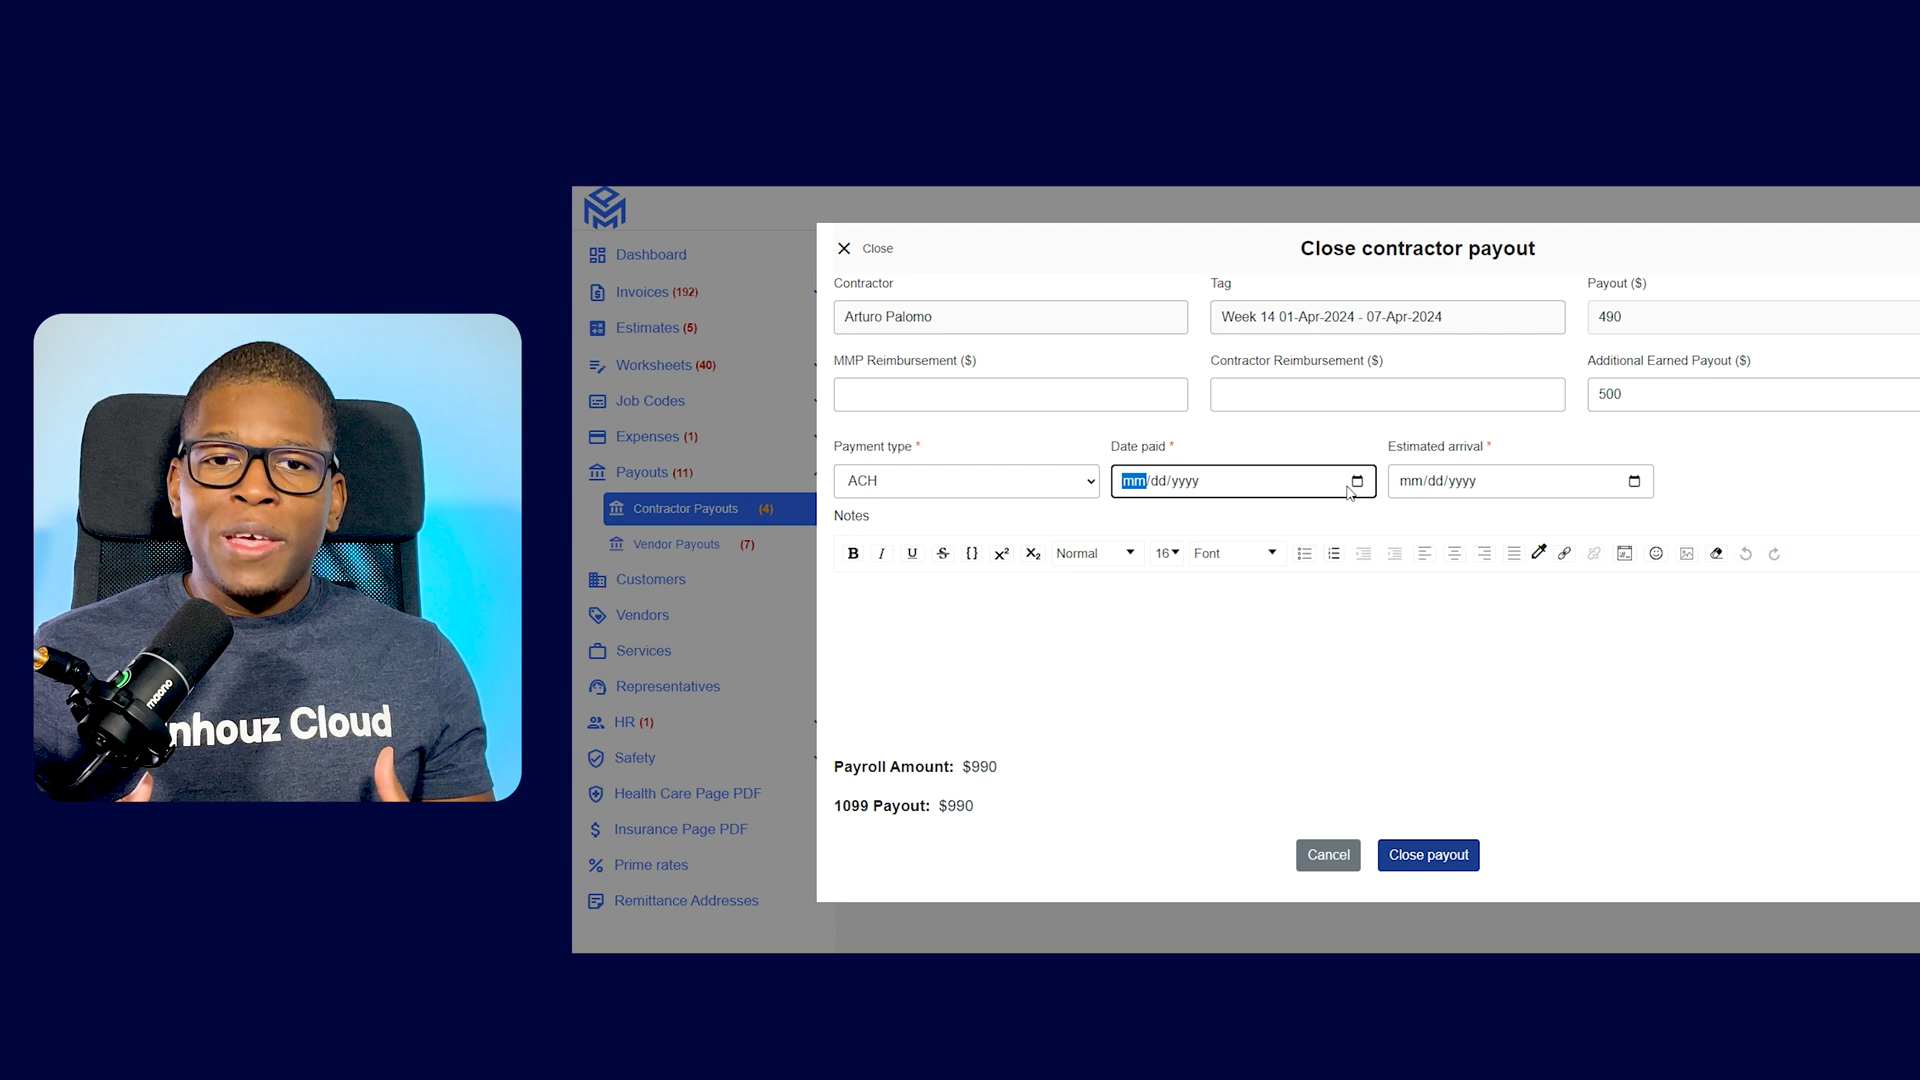 Dashboard
Invoices (192)
Estimates (5)
Worksheets (40)
Job Codes
Expenses (1)
Payouts (11)
Contractor Payouts (4)
Vendor Payouts (7)
Customers
Vendors
Services
Representatives
HR (1)
Safety
Health Care Page PDF
Insurance Page PDF
Prime rates
Remittance Addresses
Close
Close contractor payout
Contractor
Tag
Payout ($)
Arturo Palomo
Week 14 01-Apr-2024 - 07-Apr-2024
490
MMP Reimbursement ($)
Contractor Reimbursement ($)
Additional Earned Payout ($)
500
Payment type *
Date paid *
Estimated arrival *
ACH
mm/dd/yyyy
mm/dd/yyyy
Notes
B I U S {} X² X₂ Normal 16 Font
Payroll Amount: $990
1099 Payout: $990
Cancel
Close payout
maono
nhouz Cloud